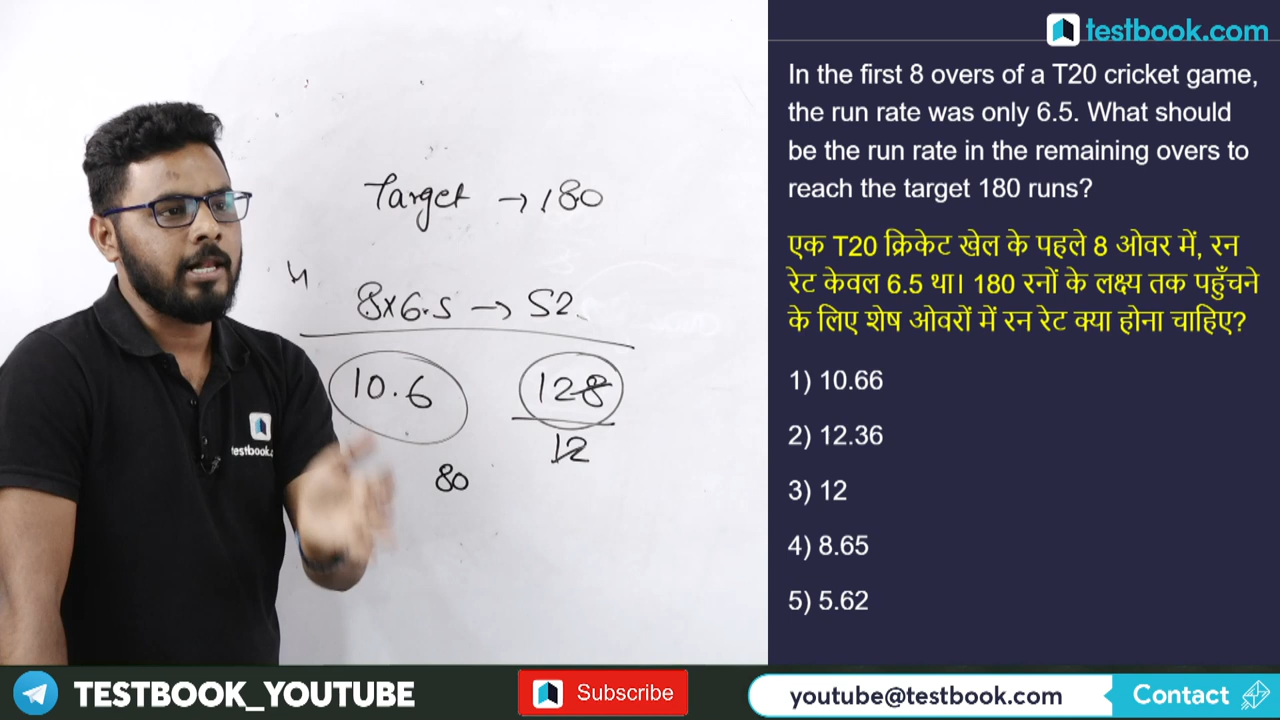 testbook.com
In the first 8 overs of a T20 cricket game,
the run rate was only 6.5. What should
be the run rate in the remaining overs to
reach the target 180 runs?
एक T20 क्रिकेट खेल के पहले 8 ओवर में, रन
रेट केवल 6.5 था। 180 रनों के लक्ष्य तक पहुँचने
के लिए शेष ओवरों में रन रेट क्या होना चाहिए?
1) 10.66
2) 12.36
3) 12
4) 8.65
5) 5.62
Target → 180
8x6.5 → 52
10.6 128
12
80
testbook.c
TESTBOOK_YOUTUBE
Subscribe
youtube@testbook.com
Contact